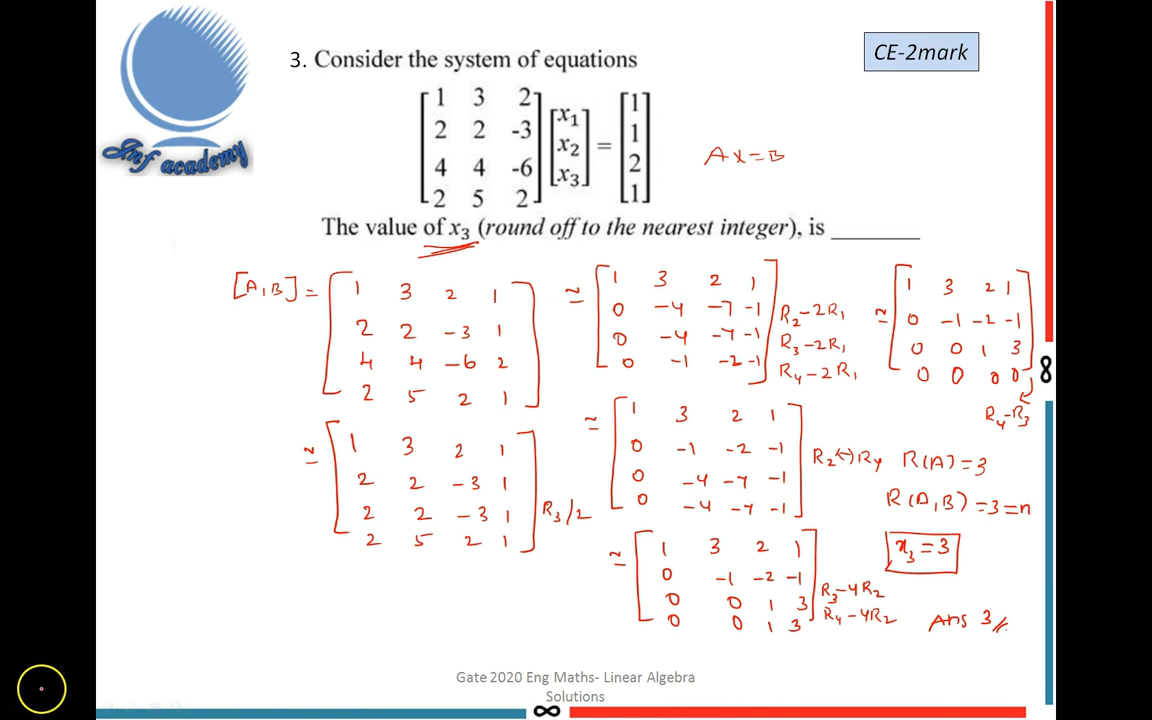 CE-2mark
3. Consider the system of equations
1 3 2 x1 1
2 2 -3 x2 = 1
4 4 -6 x3 2
2 5 2 1
AX=B
The value of x3 (round off to the nearest integer), is ________
Inf academy
[A,B] =
1 3 2 1
2 2 -3 1
4 4 -6 2
2 5 2 1
≃
1 3 2 1
2 2 -3 1
2 2 -3 1 R3/2
2 5 2 1
≃
1 3 2 1
0 -4 -7 -1 R2-2R1
0 -4 -7 -1 R3-2R1
0 -1 -2 -1 R4-2R1
≃
1 3 2 1
0 -1 -2 -1 R2↔R4
0 -4 -7 -1
0 -4 -7 -1
≃
1 3 2 1
0 -1 -2 -1
0 0 1 3 R3-4R2
0 0 1 3 R4-4R2
≃
1 3 2 1
0 -1 -2 -1
0 0 1 3
0 0 0 0
R4-R3
R(A)=3
R(A,B)=3=n
x3=3
Ans 3//
8
Gate 2020 Eng Maths- Linear Algebra
Solutions
∞